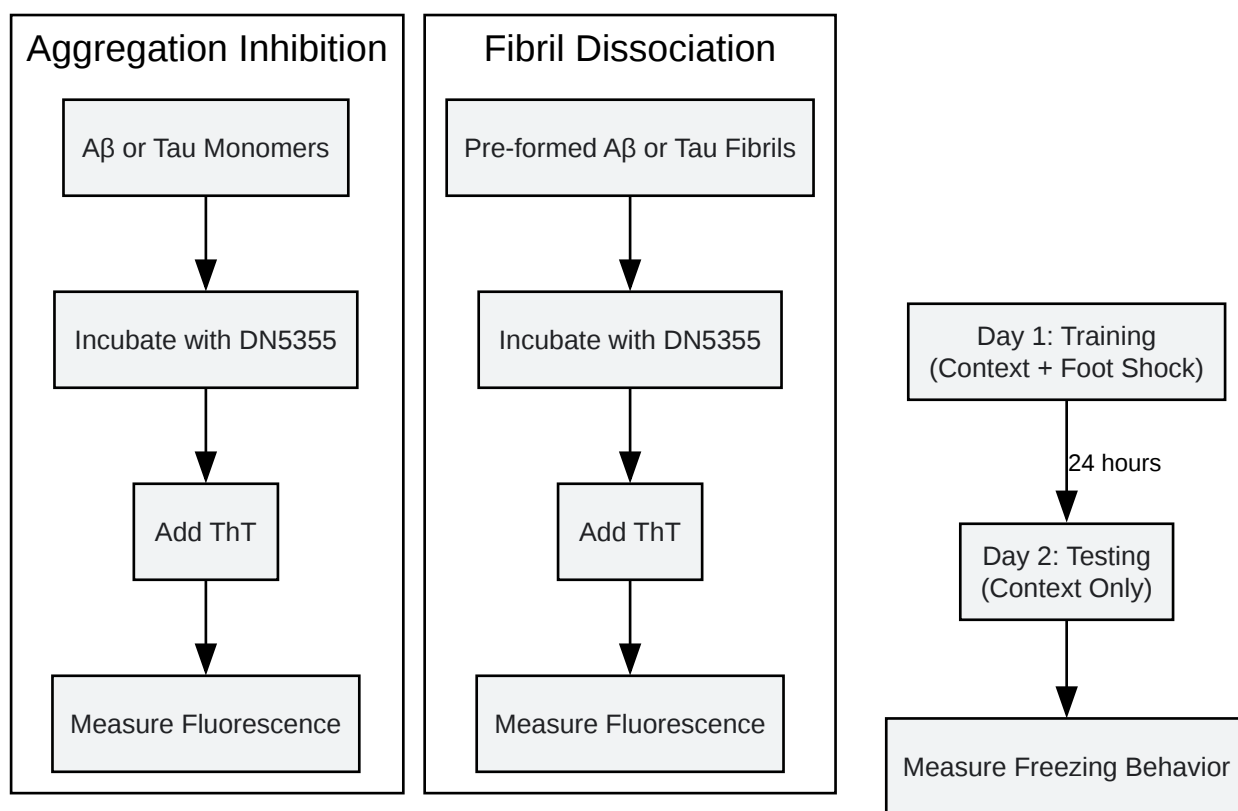 Aggregation Inhibition
Aβ or Tau Monomers
Incubate with DN5355
Add ThT
Measure Fluorescence
Fibril Dissociation
Pre-formed Aβ or Tau Fibrils
Incubate with DN5355
Add ThT
Measure Fluorescence
Day 1: Training
(Context + Foot Shock)
24 hours
Day 2: Testing
(Context Only)
Measure Freezing Behavior